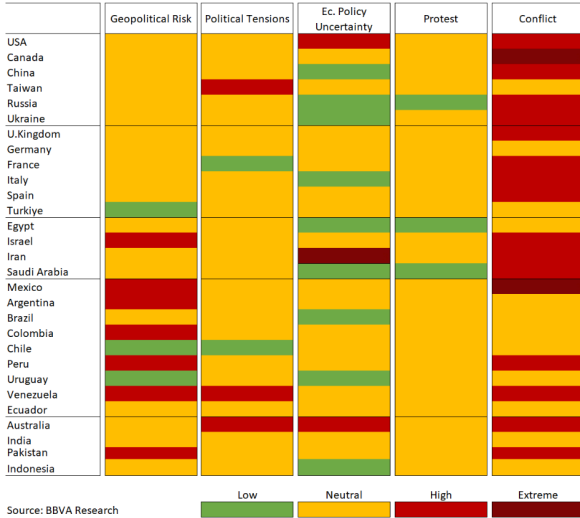 Geopolitical Risk Political Tensions Ec. Policy Uncertainty Protest Conflict
USA
Canada
China
Taiwan
Russia
Ukraine
U.Kingdom
Germany
France
Italy
Spain
Turkiye
Egypt
Israel
Iran
Saudi Arabia
Mexico
Argentina
Brazil
Colombia
Chile
Peru
Uruguay
Venezuela
Ecuador
Australia
India
Pakistan
Indonesia
Low Neutral High Extreme
Source: BBVA Research